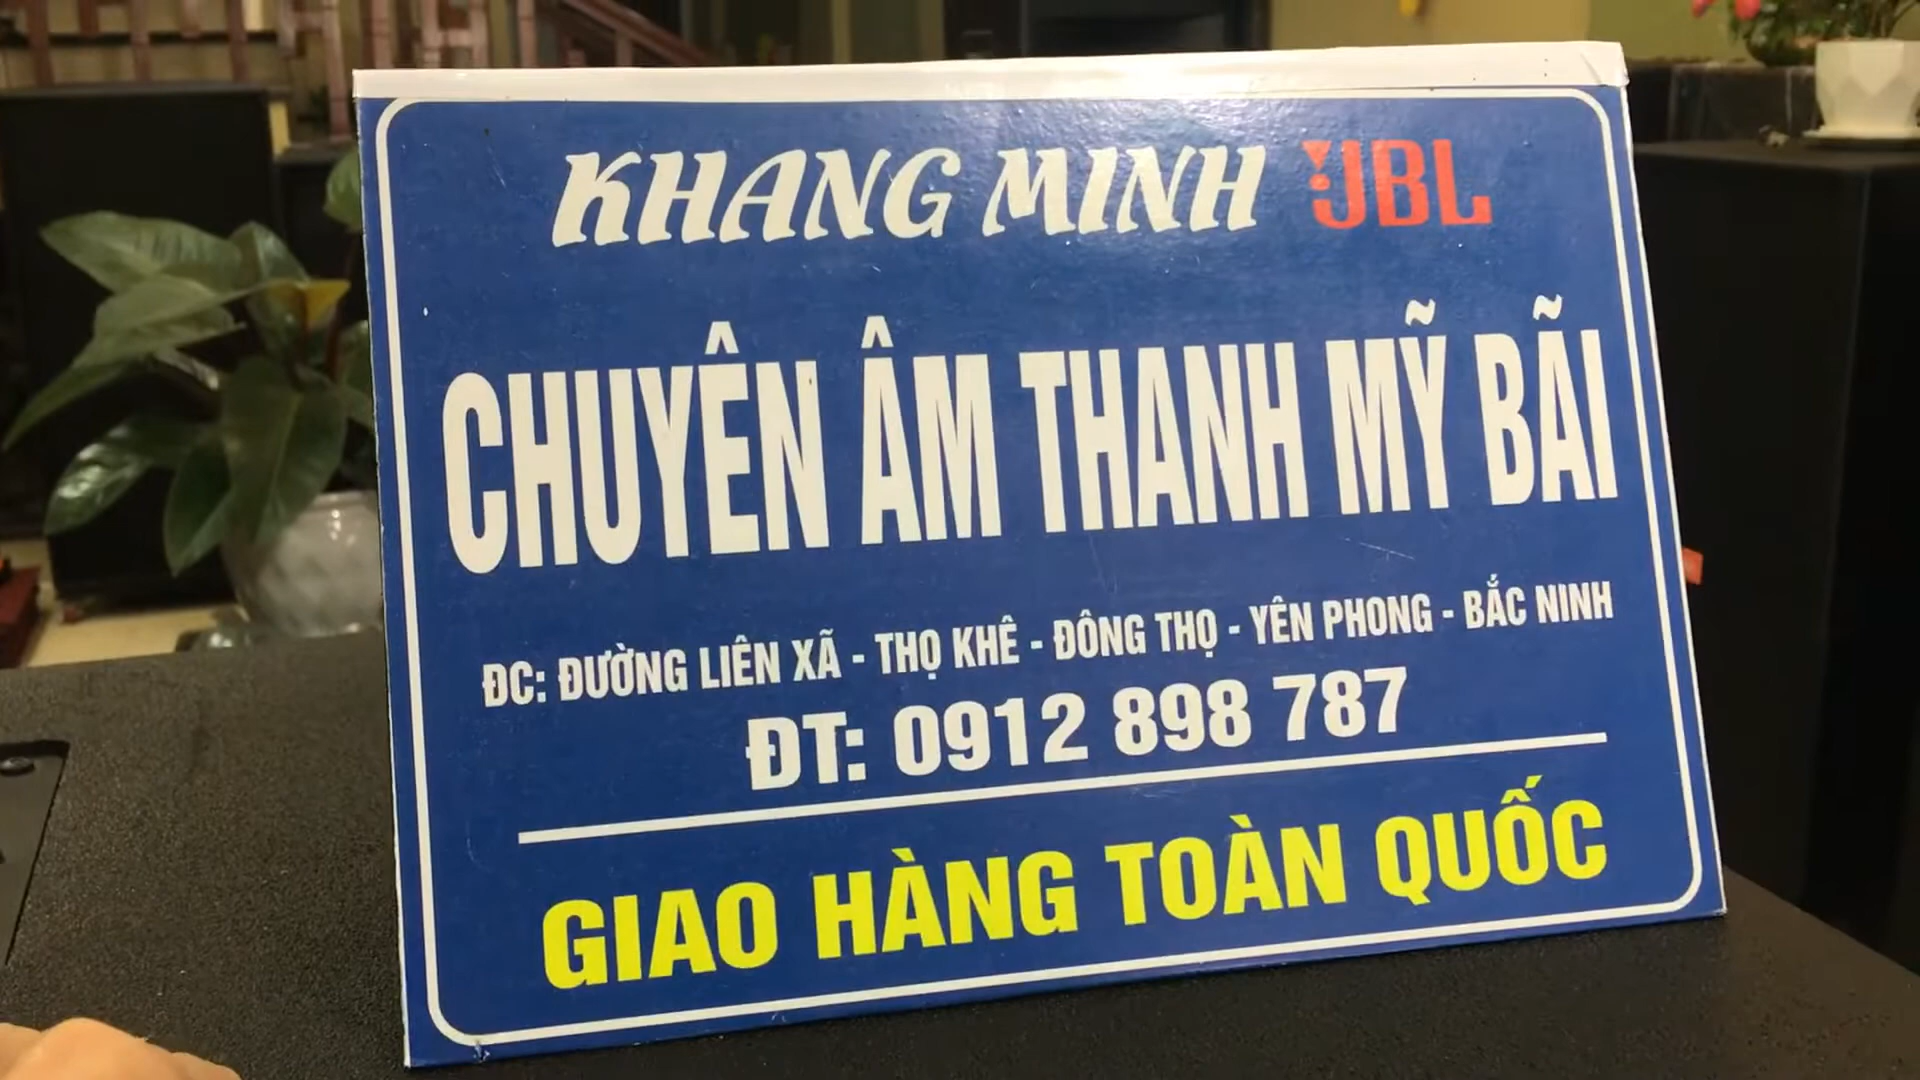 KHANG MINH JBL
CHUYÊN ÂM THANH MỸ BÃI
ĐC: ĐƯỜNG LIÊN XÃ - THỌ KHÊ - ĐÔNG THỌ - YÊN PHONG - BẮC NINH
ĐT: 0912 898 787
GIAO HÀNG TOÀN QUỐC